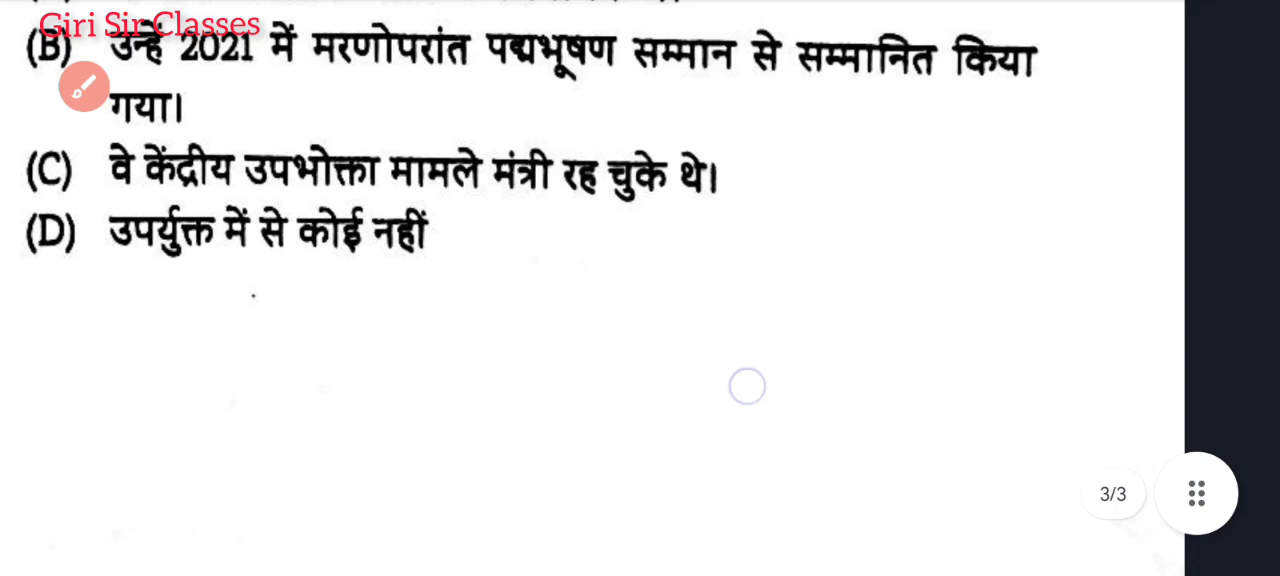 Giri Sir Classes
(B) उन्हें 2021 में मरणोपरांत पद्मभूषण सम्मान से सम्मानित किया
गया।
(C) वे केंद्रीय उपभोक्ता मामले मंत्री रह चुके थे।
(D) उपर्युक्त में से कोई नहीं
3/3